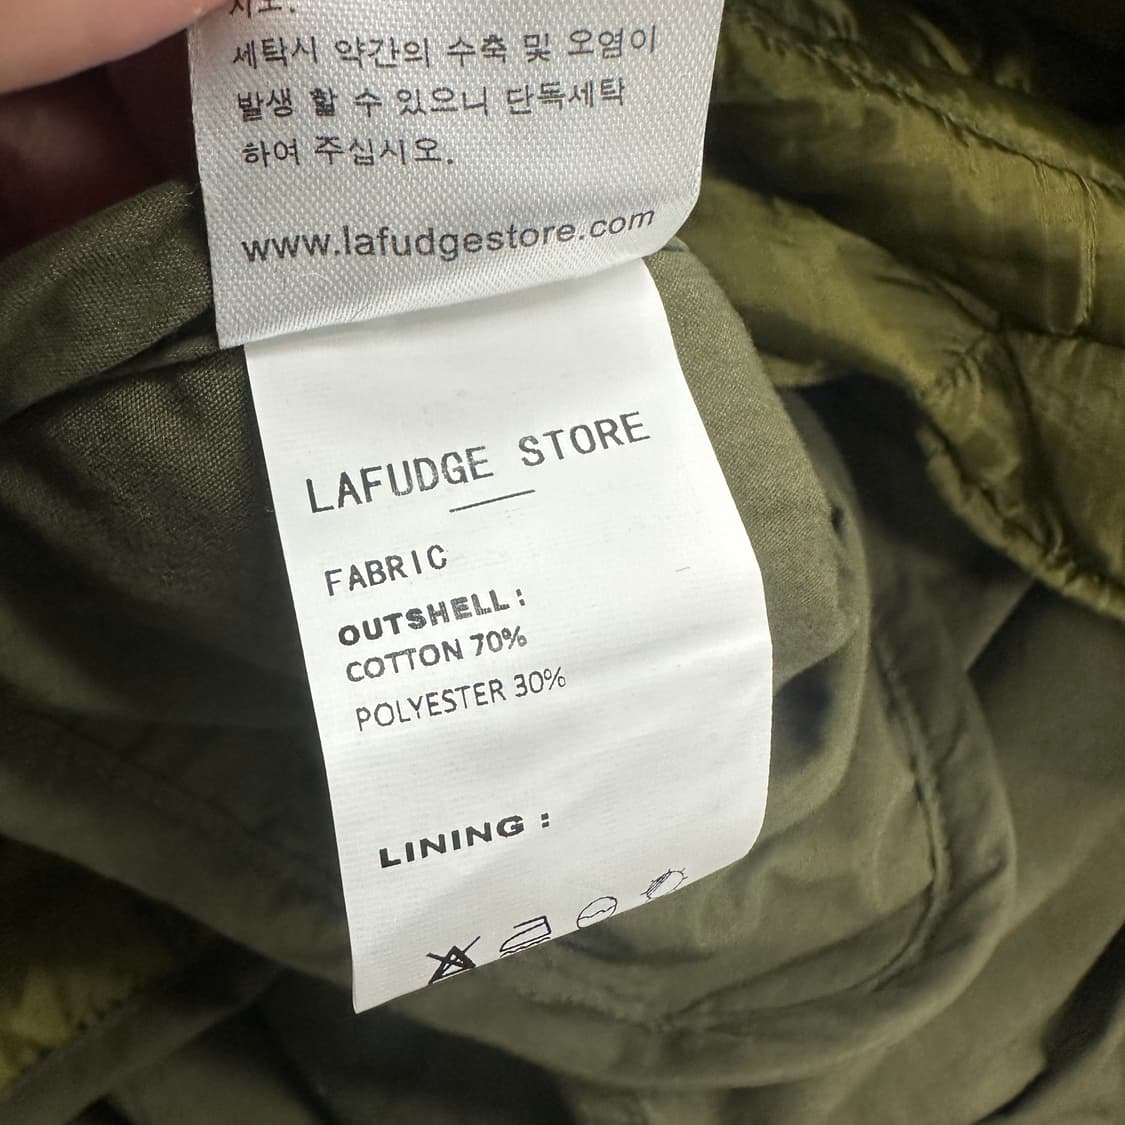 시오.
세탁시 약간의 수축 및 오염이
발생 할 수 있으니 단독세탁
하여 주십시오.
www.lafudgestore.com
LAFUDGE STORE
FABRIC
OUTSHELL:
COTTON 70%
POLYESTER 30%
LINING: